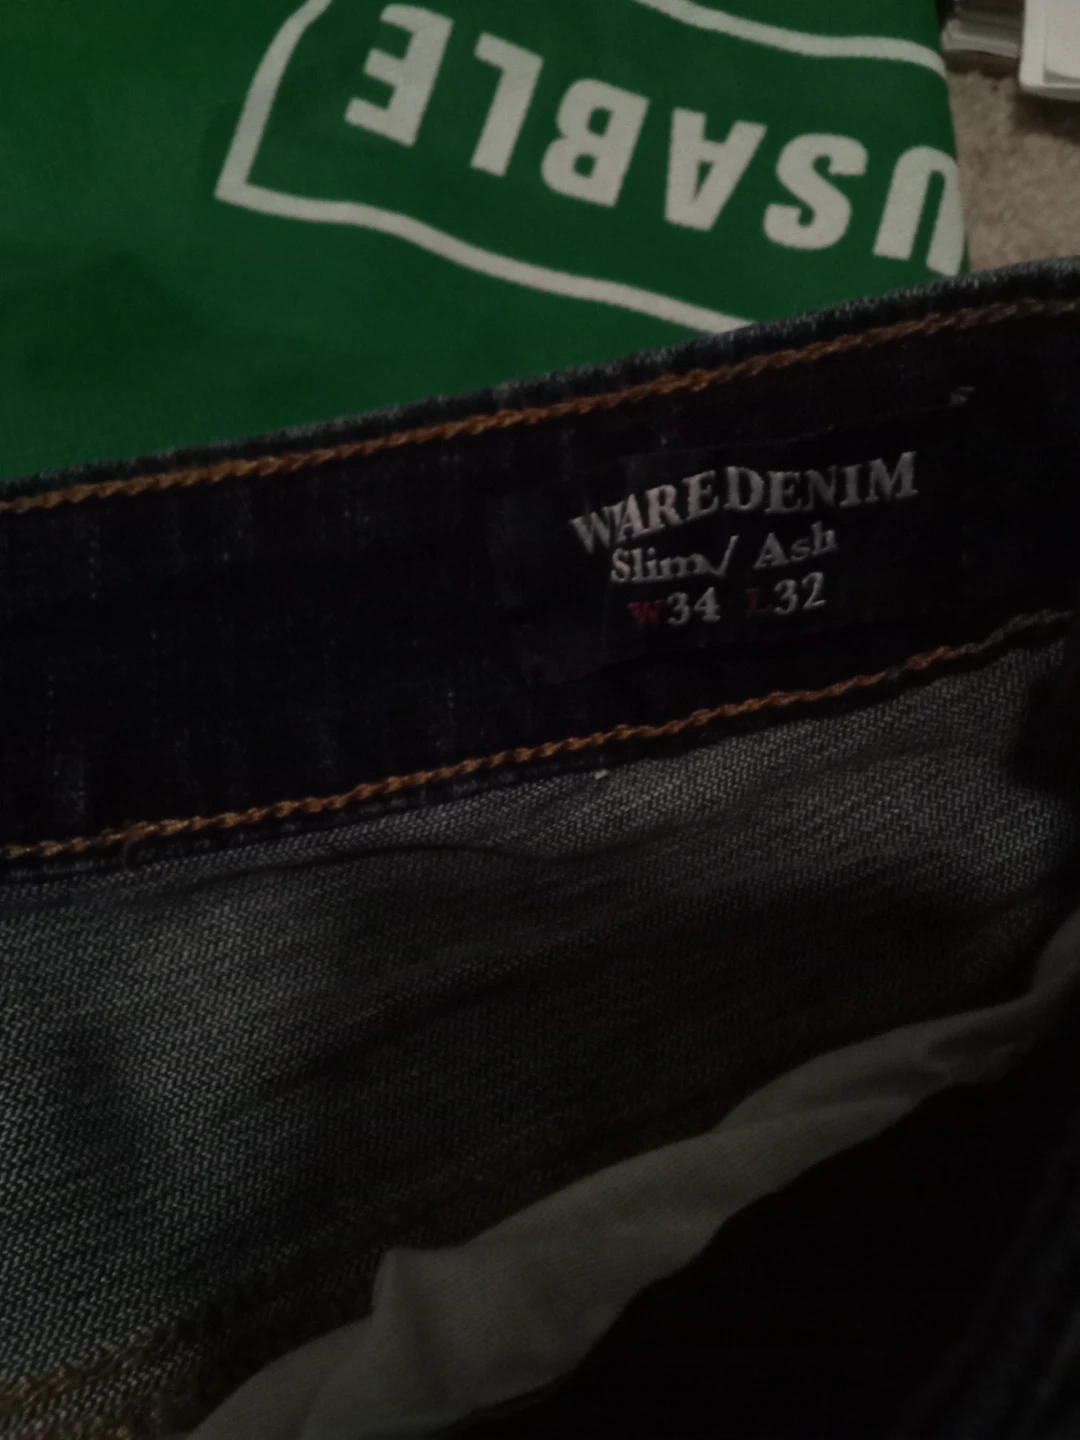 USABLE
WAREDENIM
Slim/ Ash
W34 L32